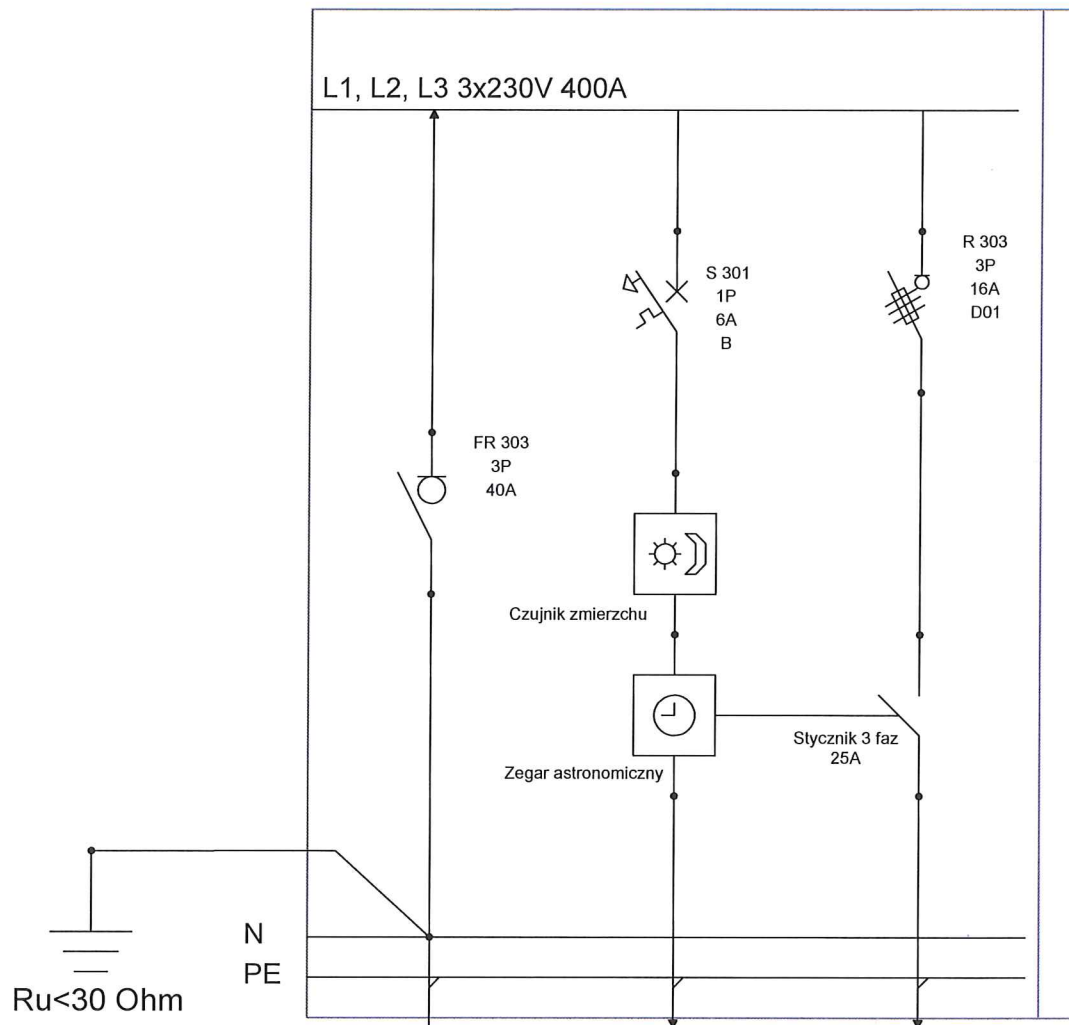 L1, L2, L3 3x230V 400A
R 303
3P
16A
D01
S 301
1P
6A
B
FR 303
3P
40A
Czujnik zmierzchu
Stycznik 3 faz
25A
Zegar astronomiczny
N
PE
Ru<30 Ohm